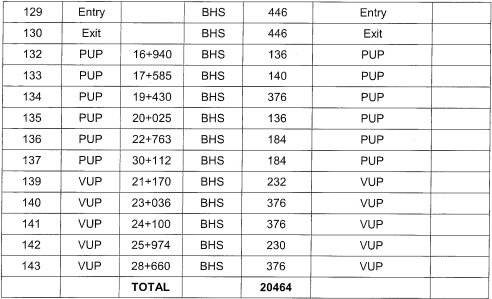 129 Entry BHS 446 Entry
130 Exit BHS 446 Exit
132 PUP 16+940 BHS 136 PUP
133 PUP 17+585 BHS 140 PUP
134 PUP 19+430 BHS 376 PUP
135 PUP 20+025 BHS 136 PUP
136 PUP 22+763 BHS 184 PUP
137 PUP 30+112 BHS 184 PUP
139 VUP 21+170 BHS 232 VUP
140 VUP 23+036 BHS 376 VUP
141 VUP 24+100 BHS 376 VUP
142 VUP 25+974 BHS 230 VUP
143 VUP 28+660 BHS 376 VUP
TOTAL 20464